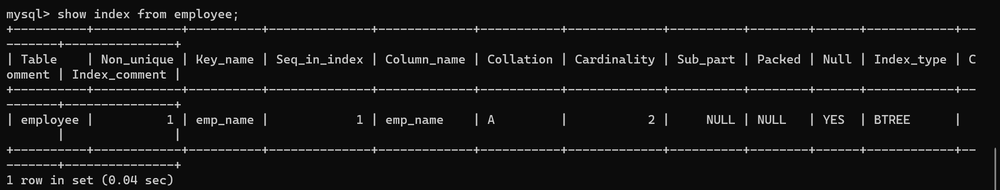 mysql> show index from employee;
+----------+------------+----------+--------------+-------------+-----------+-------------+----------+--------+------+------------+--
-------+---------------+
| Table    | Non_unique | Key_name | Seq_in_index | Column_name | Collation | Cardinality | Sub_part | Packed | Null | Index_type | C
omment | Index_comment |
+----------+------------+----------+--------------+-------------+-----------+-------------+----------+--------+------+------------+--
-------+---------------+
| employee |          1 | emp_name |            1 | emp_name    | A         |           2 |     NULL | NULL   | YES  | BTREE      |
       |               |
+----------+------------+----------+--------------+-------------+-----------+-------------+----------+--------+------+------------+--
-------+---------------+
1 row in set (0.04 sec)